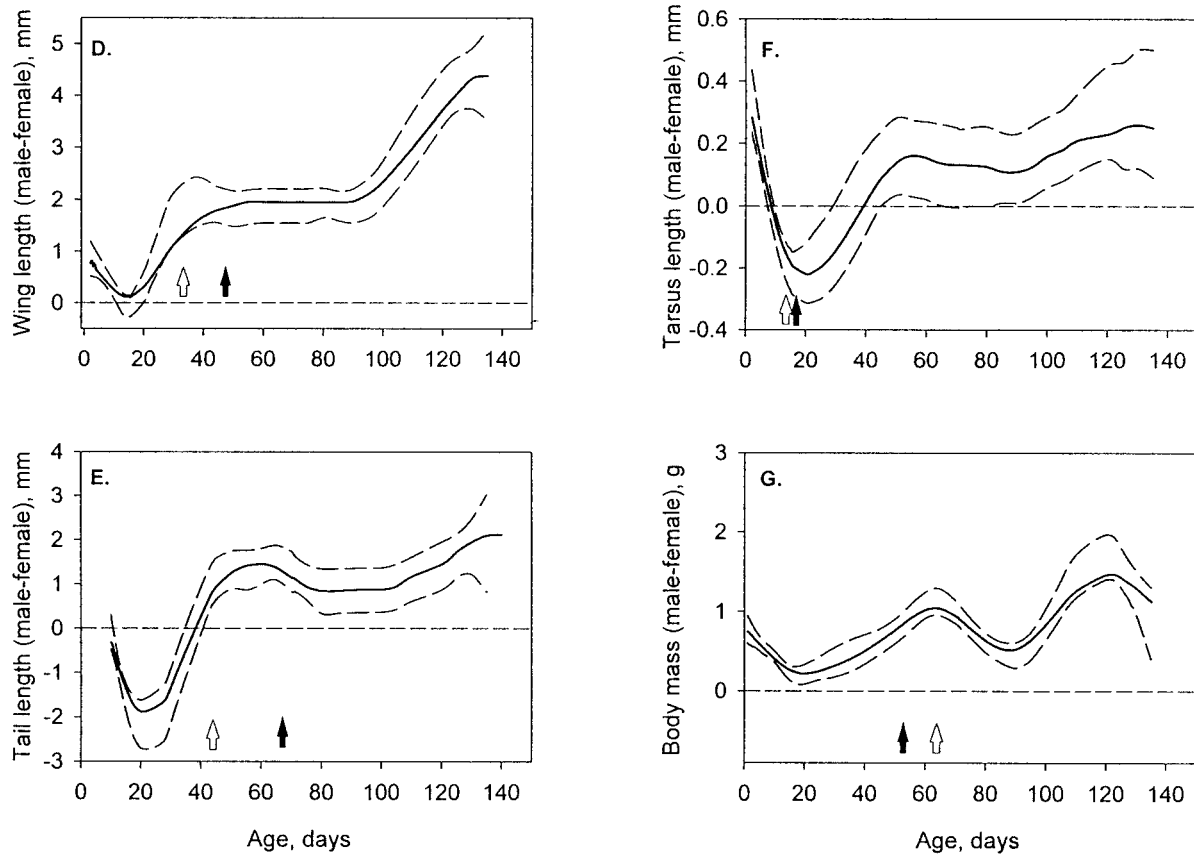 D.
Wing length (male-female), mm
5
4
3
2
1
0
0 20 40 60 80 100 120 140
F.
Tarsus length (male-female), mm
0.6
0.4
0.2
0.0
-0.2
-0.4
0 20 40 60 80 100 120 140
E.
Tail length (male-female), mm
4
3
2
1
0
-1
-2
-3
0 20 40 60 80 100 120 140
Age, days
G.
Body mass (male-female), g
3
2
1
0
0 20 40 60 80 100 120 140
Age, days